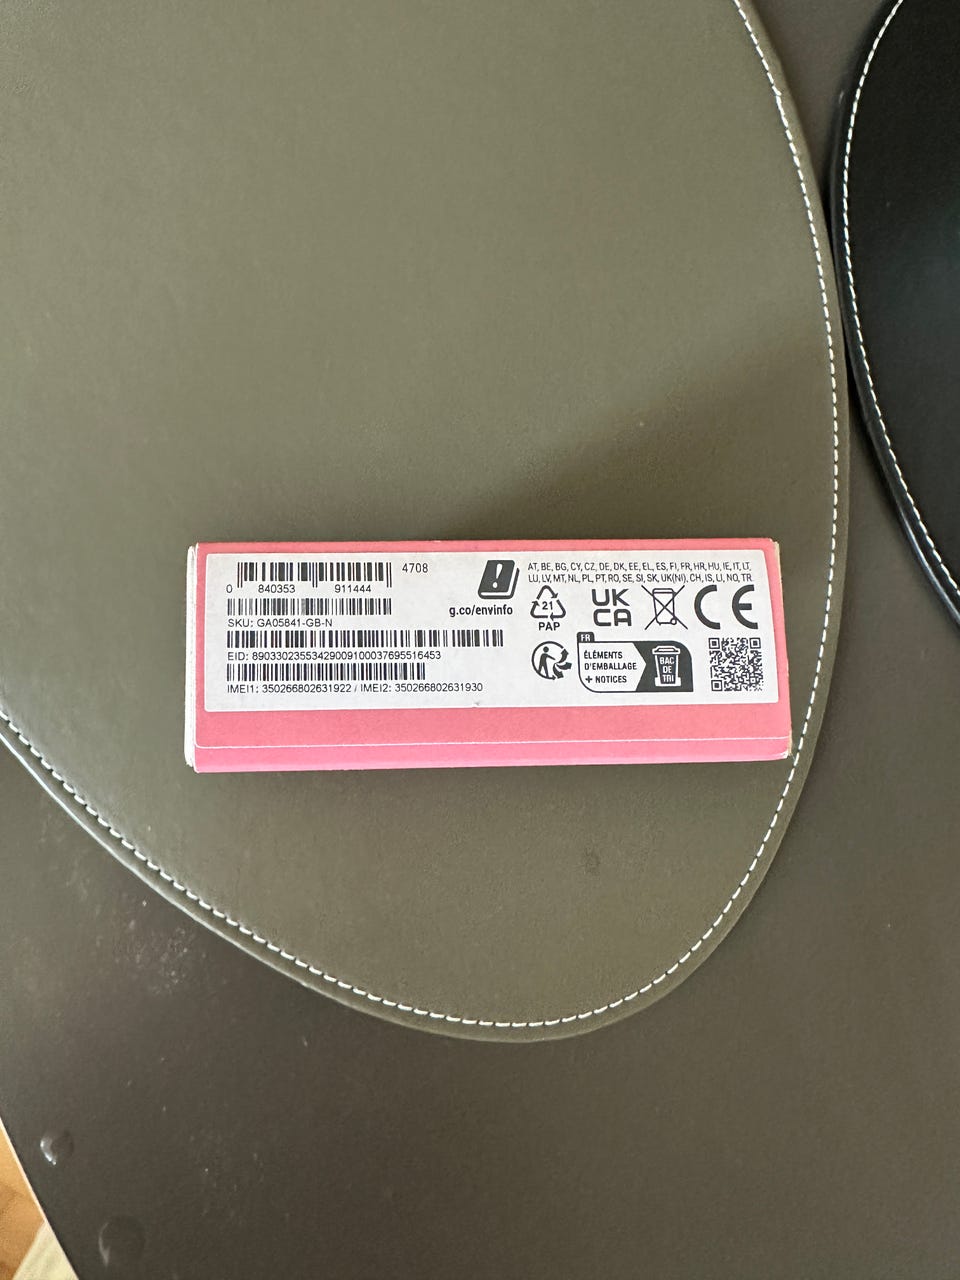 4708
0 840353 911444
SKU: GA05841-GB-N
EID: 89033023553429009100037695516453
IMEI1: 350266802631922 / IMEI2: 350266802631930
g.co/envinfo
AT, BE, BG, CY, CZ, DE, DK, EE, EL, ES, FI, FR, HR, HU, IE, IT, LT,
LU, LV, MT, NL, PL, PT, RO, SE, SI, SK, UK(NI), CH, IS, LI, NO, TR
21
PAP
UK
CA
CE
FR
ÉLÉMENTS
D'EMBALLAGE
+ NOTICES
BAC
DE
TRI